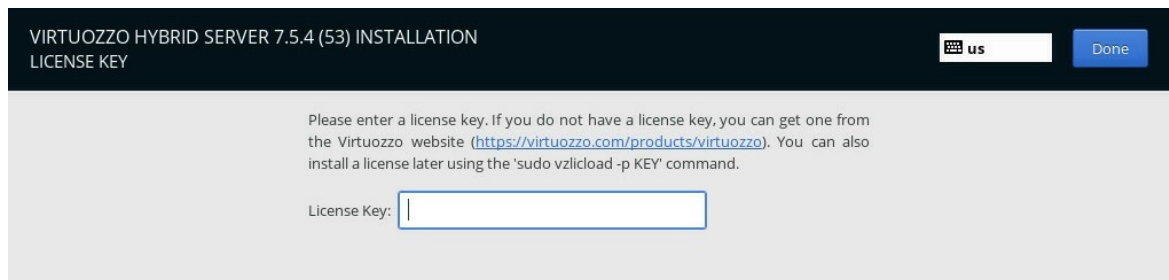 VIRTUOZZO HYBRID SERVER 7.5.4 (53) INSTALLATION
LICENSE KEY
us
Done
Please enter a license key. If you do not have a license key, you can get one from
the Virtuozzo website (https://virtuozzo.com/products/virtuozzo). You can also
install a license later using the 'sudo vzlicload -p KEY' command.
License Key: